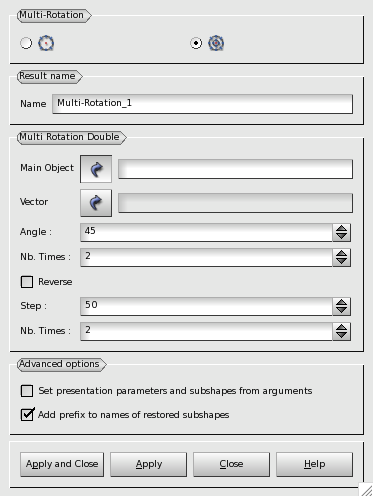 Multi-Rotation
Result name
Name Multi-Rotation_1
Multi Rotation Double
Main Object
Vector
Angle : 45
Nb. Times : 2
Reverse
Step : 50
Nb. Times : 2
Advanced options
Set presentation parameters and subshapes from arguments
Add prefix to names of restored subshapes
Apply and Close Apply Close Help